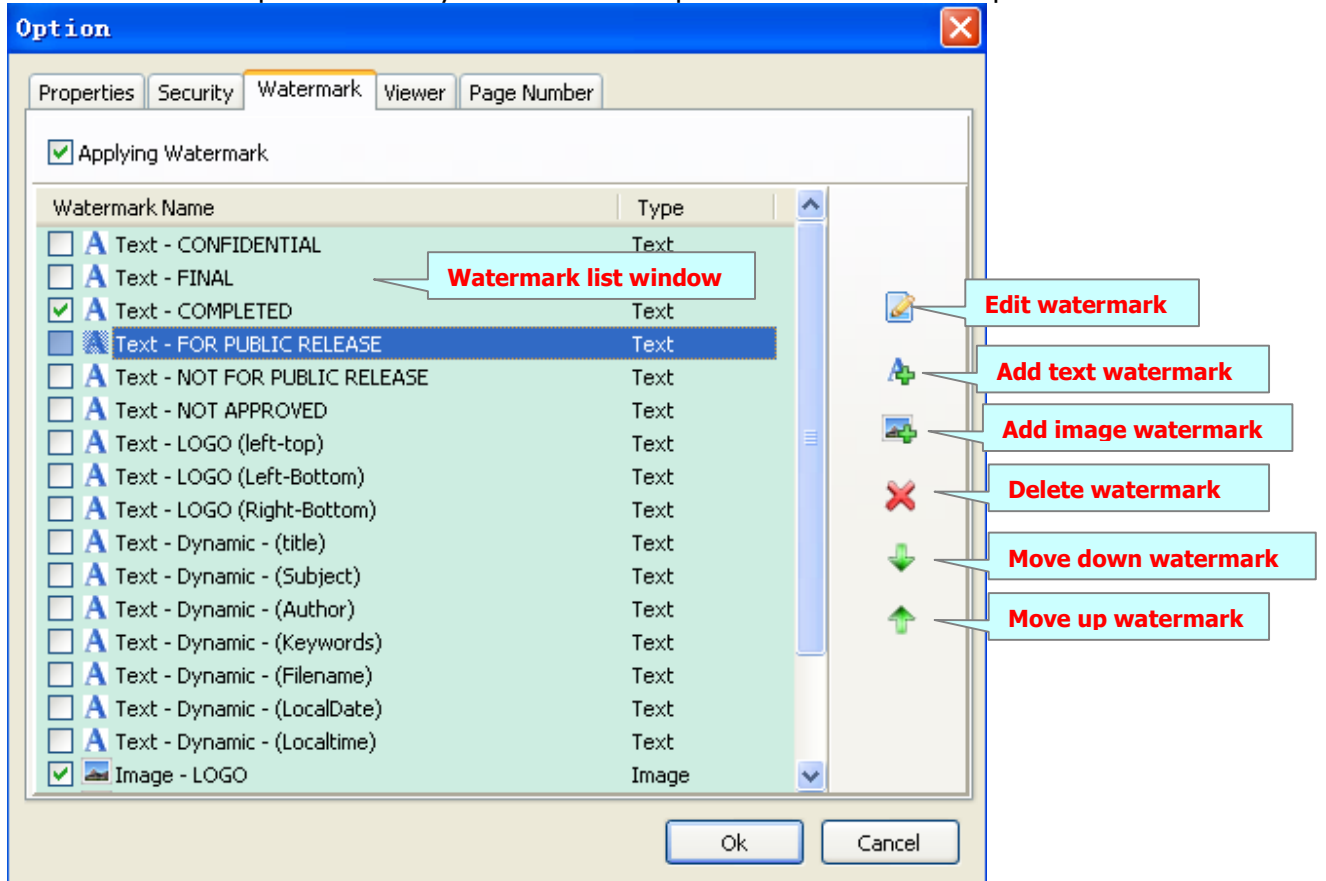 Option
Properties Security Watermark Viewer Page Number
Applying Watermark
Watermark Name Type
Text - CONFIDENTIAL Text
Text - FINAL
Watermark list window
Text - COMPLETED Text
Edit watermark
Text - FOR PUBLIC RELEASE Text
Text - NOT FOR PUBLIC RELEASE Text
Add text watermark
Text - NOT APPROVED Text
Text - LOGO (left-top) Text
Add image watermark
Text - LOGO (Left-Bottom) Text
Text - LOGO (Right-Bottom) Text
Delete watermark
Text - Dynamic - (title) Text
Text - Dynamic - (Subject) Text
Move down watermark
Text - Dynamic - (Author) Text
Move up watermark
Text - Dynamic - (Keywords) Text
Text - Dynamic - (Filename) Text
Text - Dynamic - (LocalDate) Text
Text - Dynamic - (Localtime) Text
Image - LOGO Image
Ok Cancel